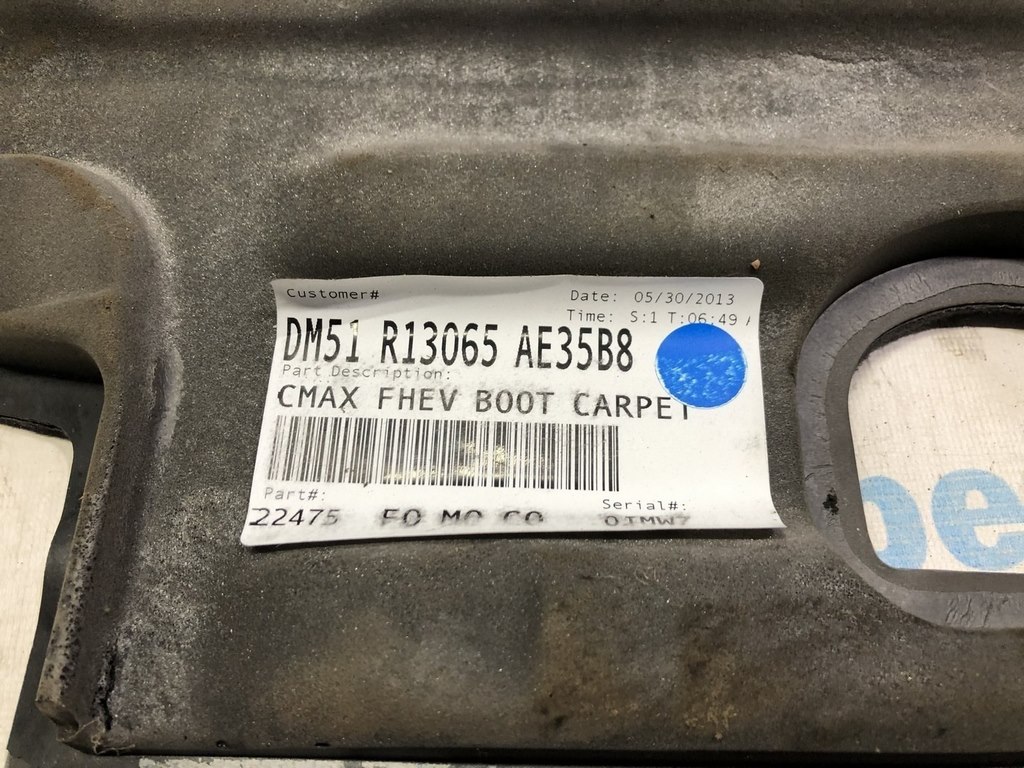 Customer#
Date: 05/30/2013
Time: S:1 T:06:49
DM51 R13065 AE35B8
Part Description:
CMAX FHEV BOOT CARPET
Part#:
22475 FO MO CO
Serial#:
be